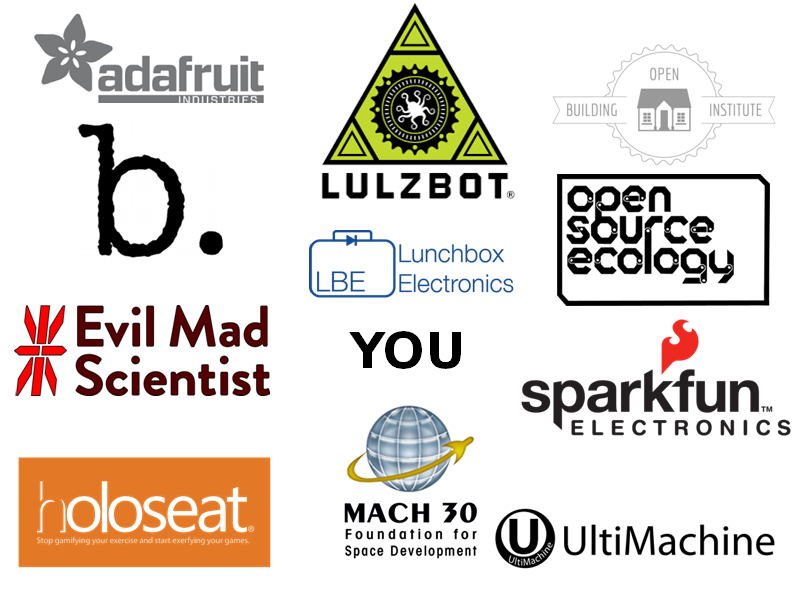 adafruit
INDUSTRIES
b.
LULZBOT®
OPEN
BUILDING INSTITUTE
open
source
ecology
LBE
Lunchbox
Electronics
Evil Mad
Scientist
YOU
sparkfun™
ELECTRONICS
holoseat®
Stop gamifying your exercise and start exerfying your games.
MACH 30
Foundation for
Space Development
U
UltiMachine
UltiMachine